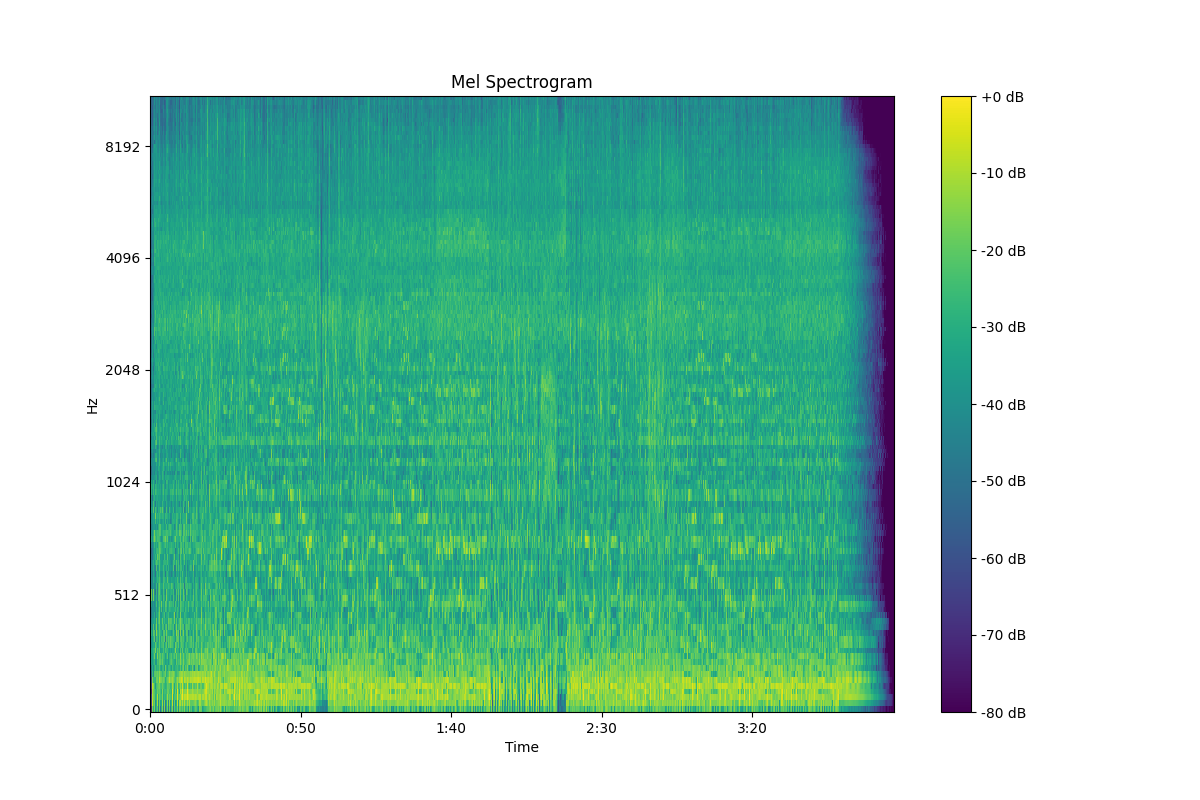 Mel Spectrogram
Hz
8192
4096
2048
1024
512
0
0:00 0:50 1:40 2:30 3:20
Time
+0 dB
-10 dB
-20 dB
-30 dB
-40 dB
-50 dB
-60 dB
-70 dB
-80 dB